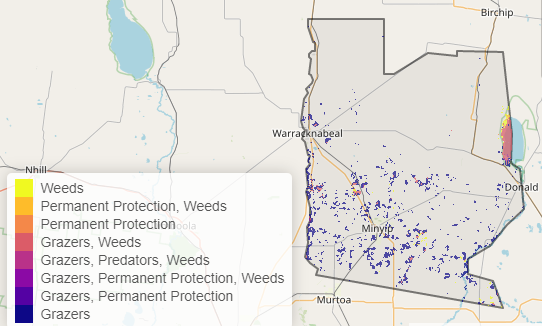 Birchip
Warracknabeal
Nhill
Donald
Minyip
Murtoa
Weeds
Permanent Protection, Weeds
Permanent Protection
Grazers, Weeds
Grazers, Predators, Weeds
Grazers, Permanent Protection, Weeds
Grazers, Permanent Protection
Grazers